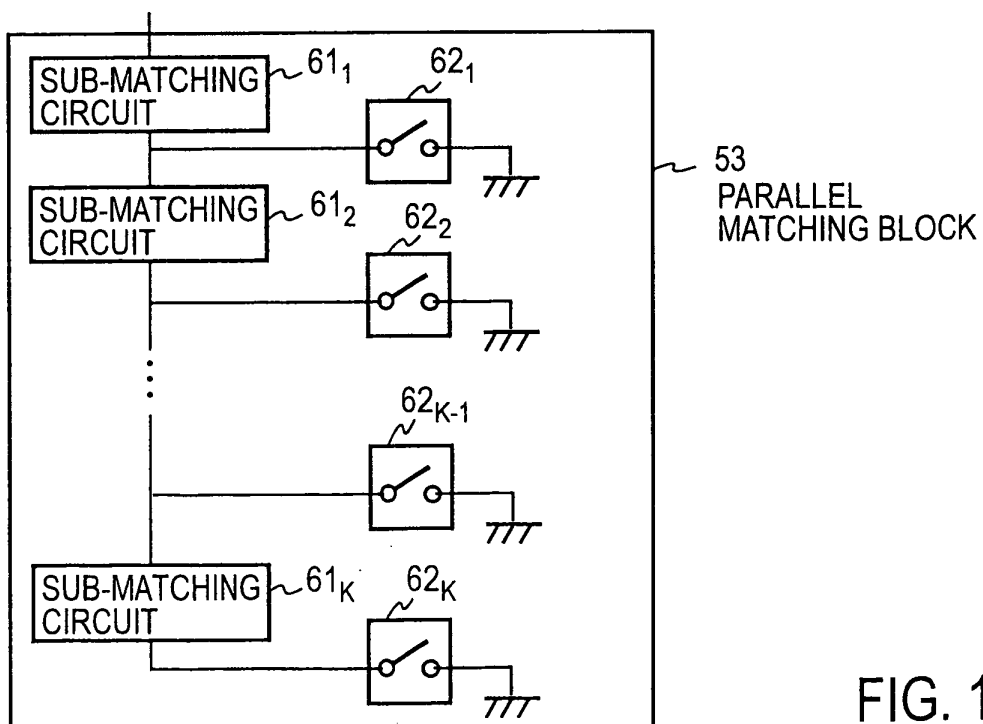 SUB-MATCHING
CIRCUIT
61₁
62₁
53
PARALLEL
MATCHING BLOCK
SUB-MATCHING
CIRCUIT
61₂
62₂
62K-1
SUB-MATCHING
CIRCUIT
61K
62K
FIG. 1